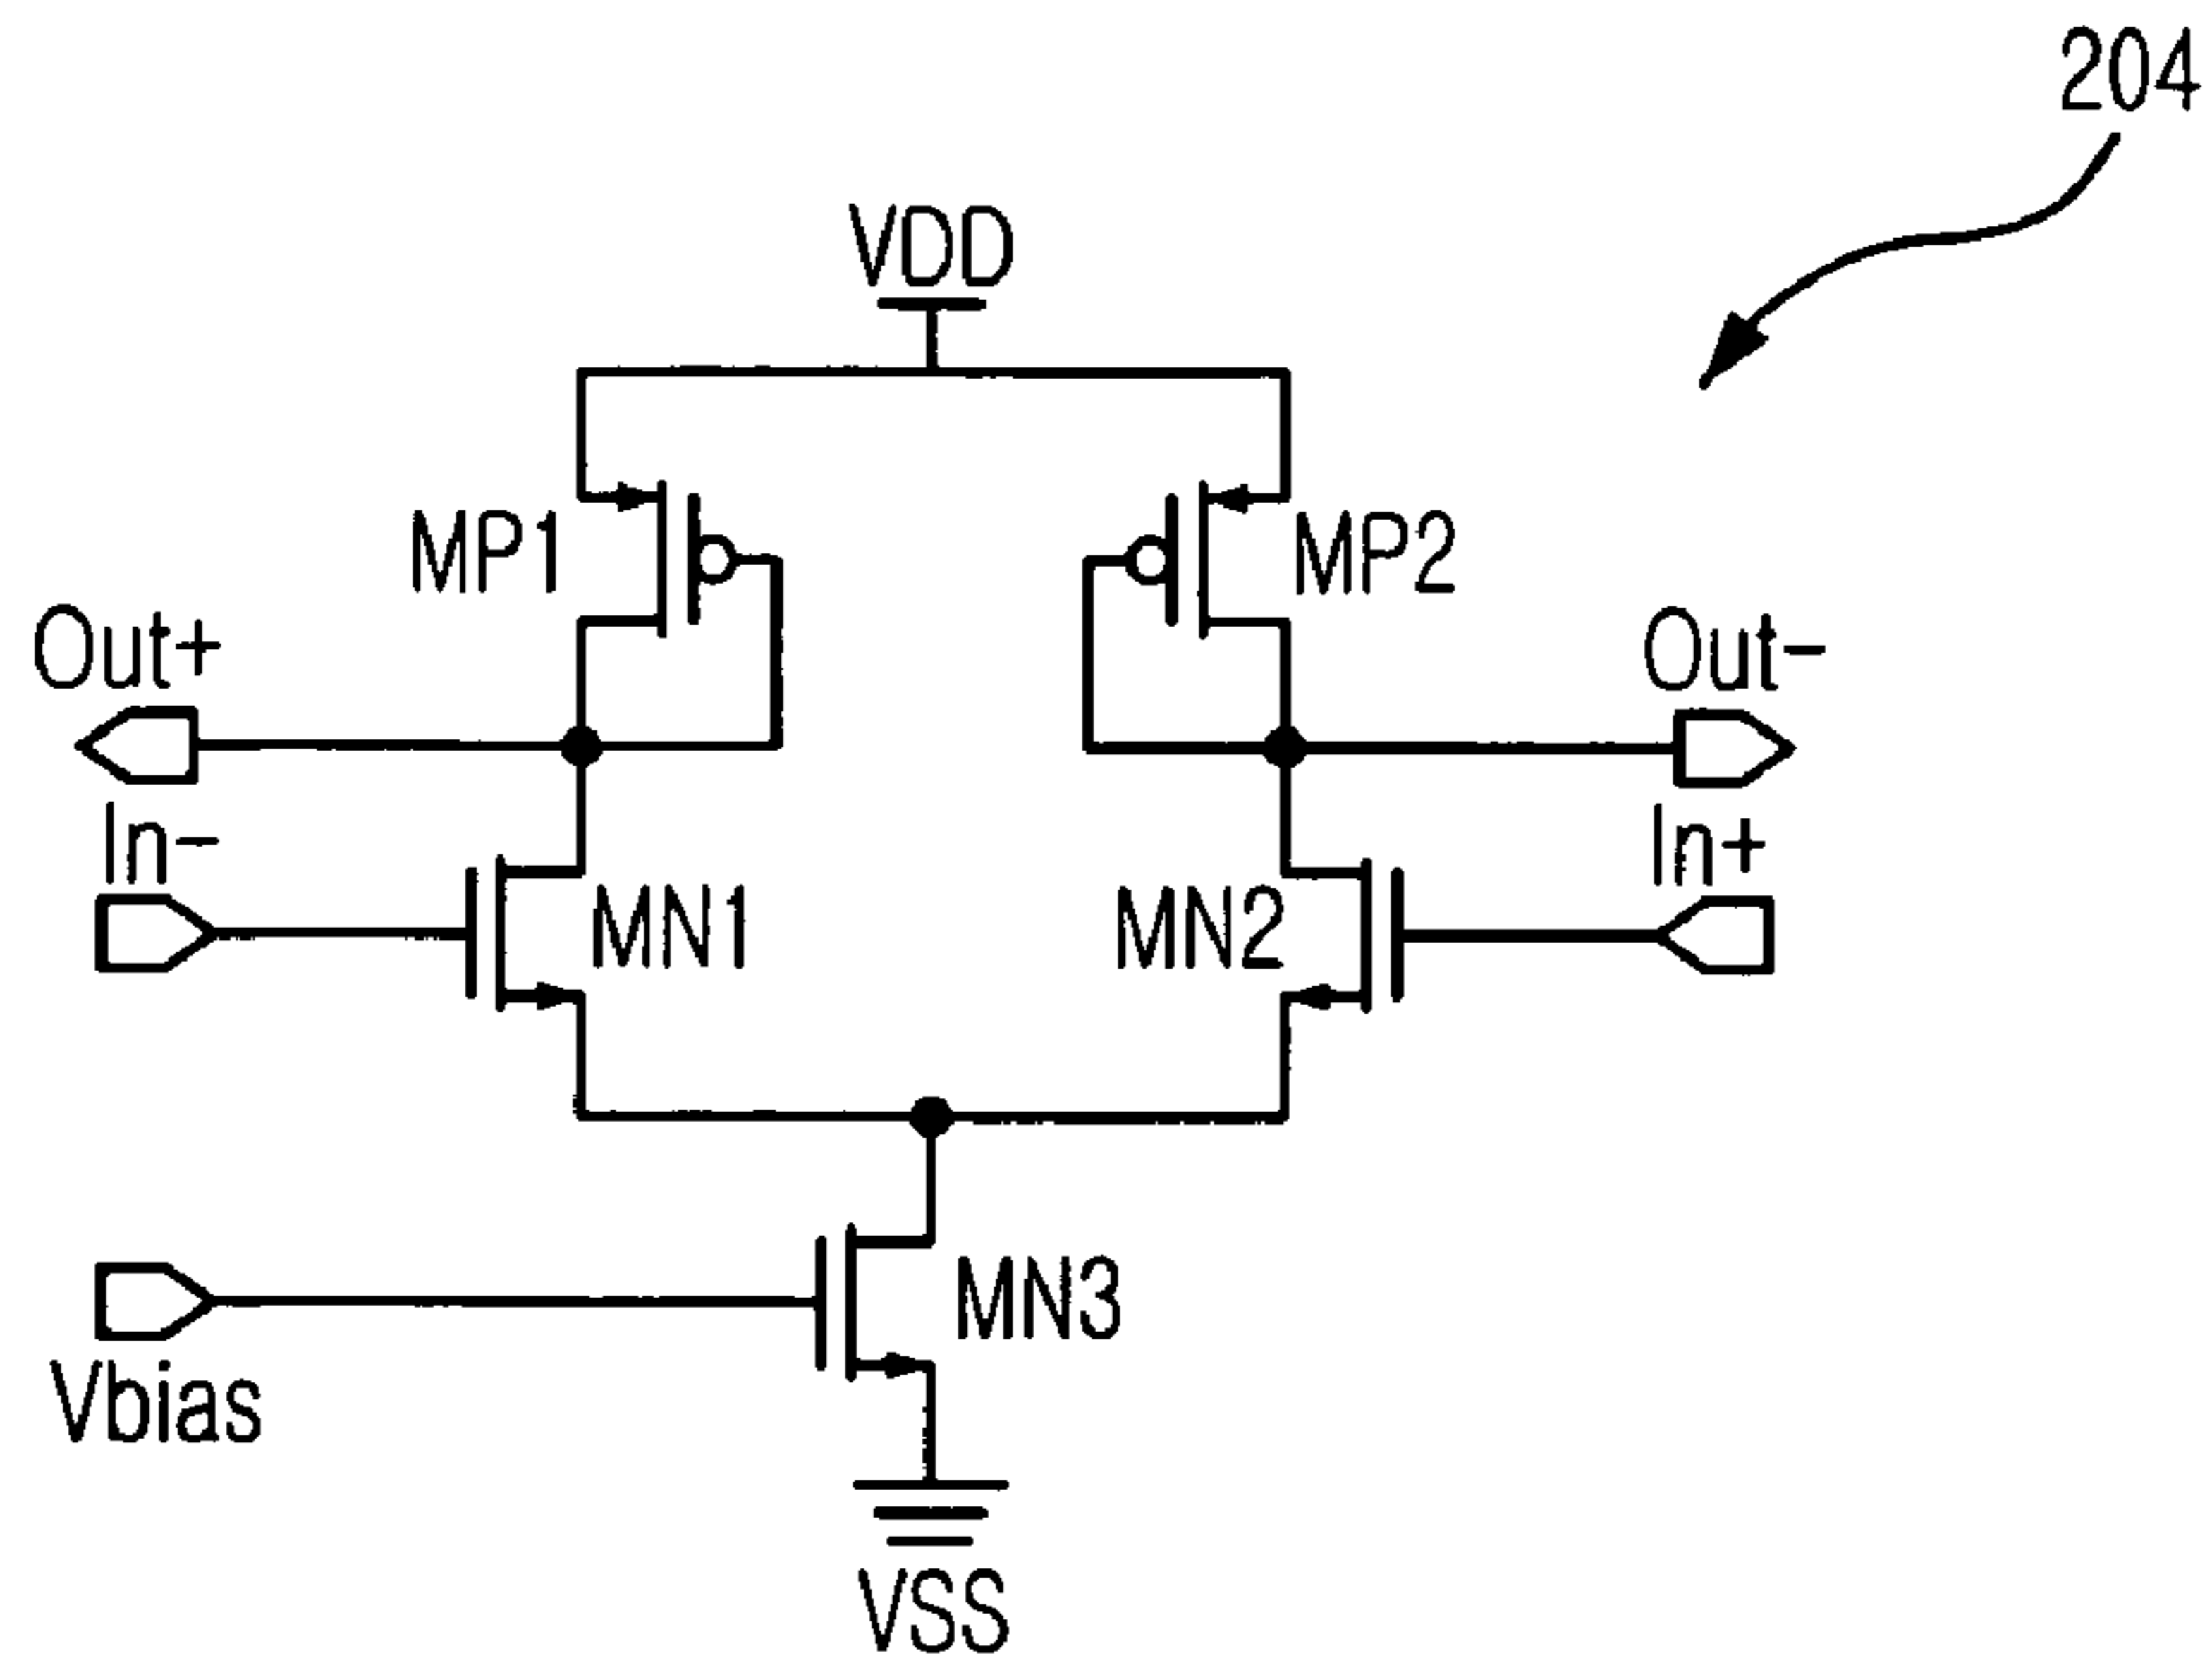 204
VDD
MP1
MP2
Out+
Out-
In-
In+
MN1
MN2
MN3
Vbias
VSS